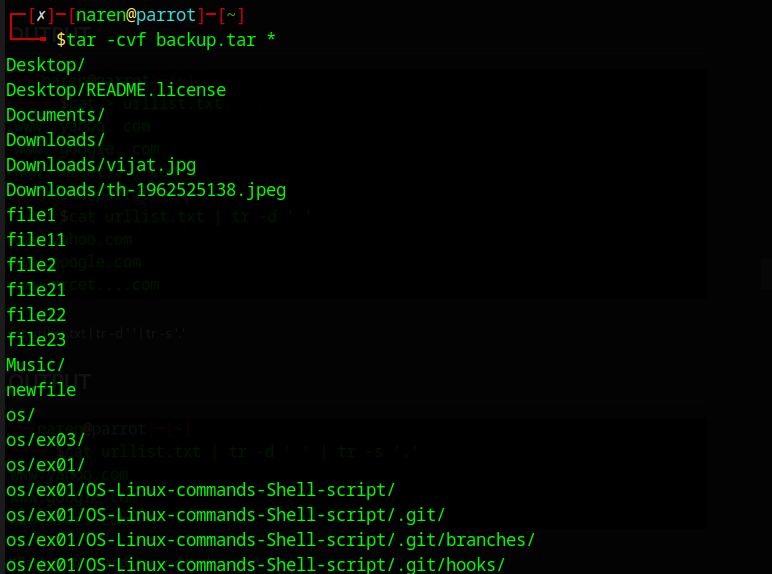 ┌─[✗]─[naren@parrot]─[~]
└──╼ $tar -cvf backup.tar *
Desktop/
Desktop/README.license
Documents/
Downloads/
Downloads/vijat.jpg
Downloads/th-1962525138.jpeg
file1
file11
file2
file21
file22
file23
Music/
newfile
os/
os/ex03/
os/ex01/
os/ex01/OS-Linux-commands-Shell-script/
os/ex01/OS-Linux-commands-Shell-script/.git/
os/ex01/OS-Linux-commands-Shell-script/.git/branches/
os/ex01/OS-Linux-commands-Shell-script/.git/hooks/